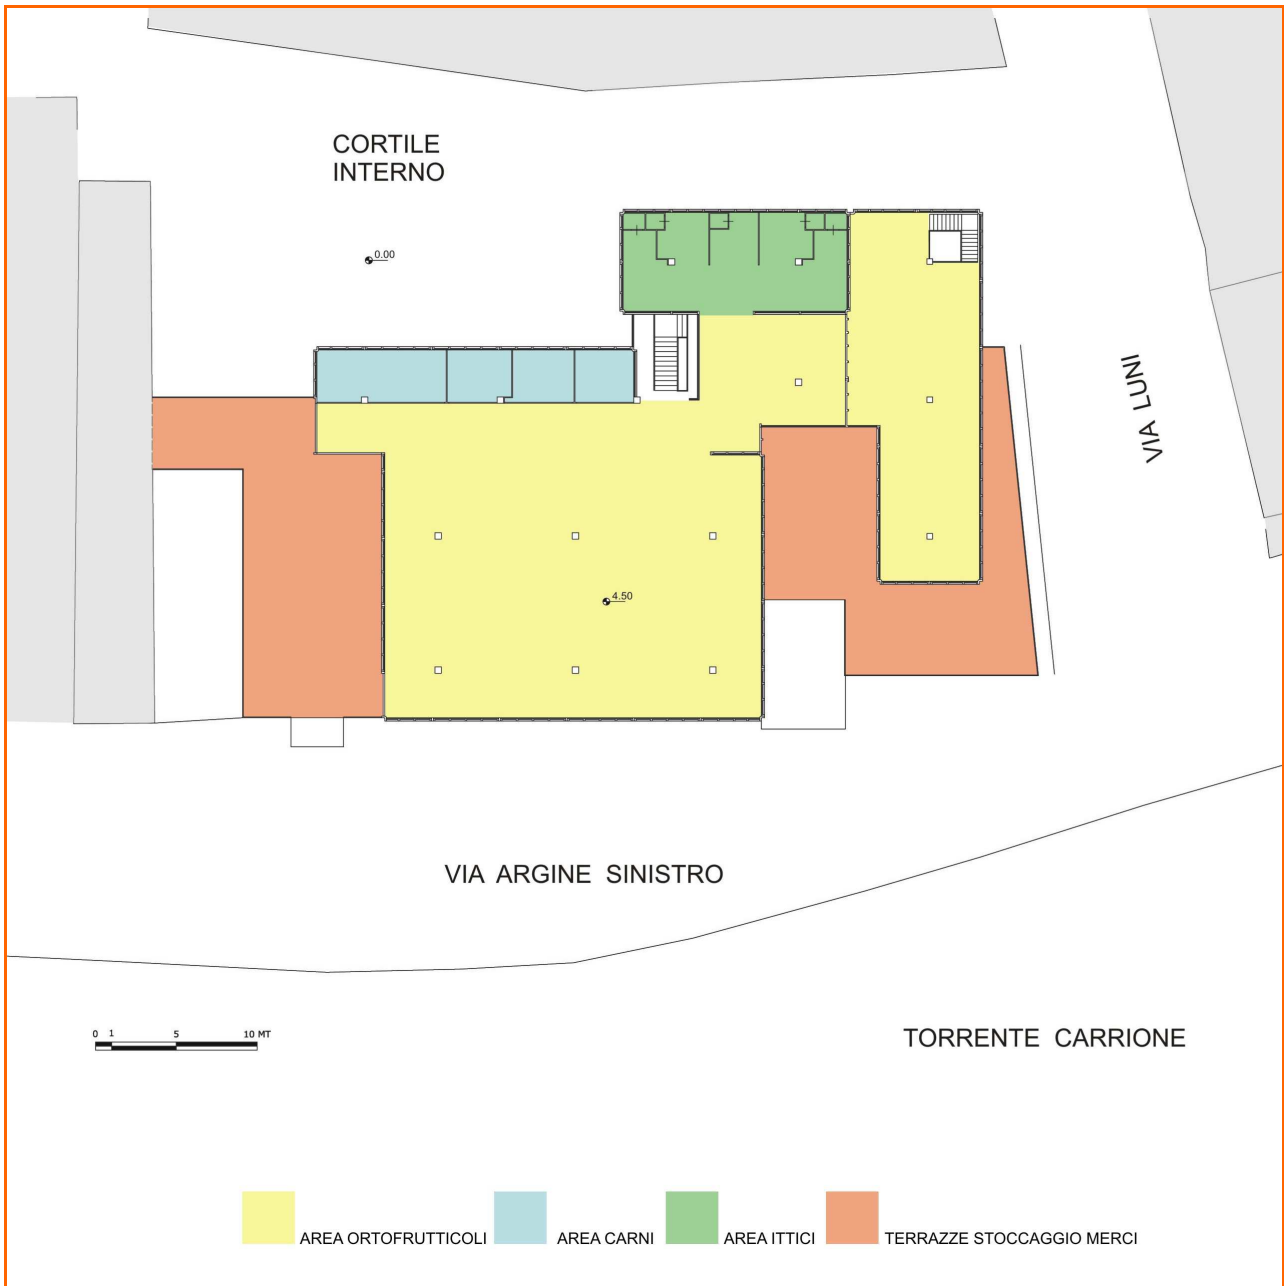 CORTILE
INTERNO
0.00
VIA LUNI
4.50
VIA ARGINE SINISTRO
0 1 5 10 MT
TORRENTE CARRIONE
AREA ORTOFRUTTICOLI AREA CARNI AREA ITTICI TERRAZZE STOCCAGGIO MERCI